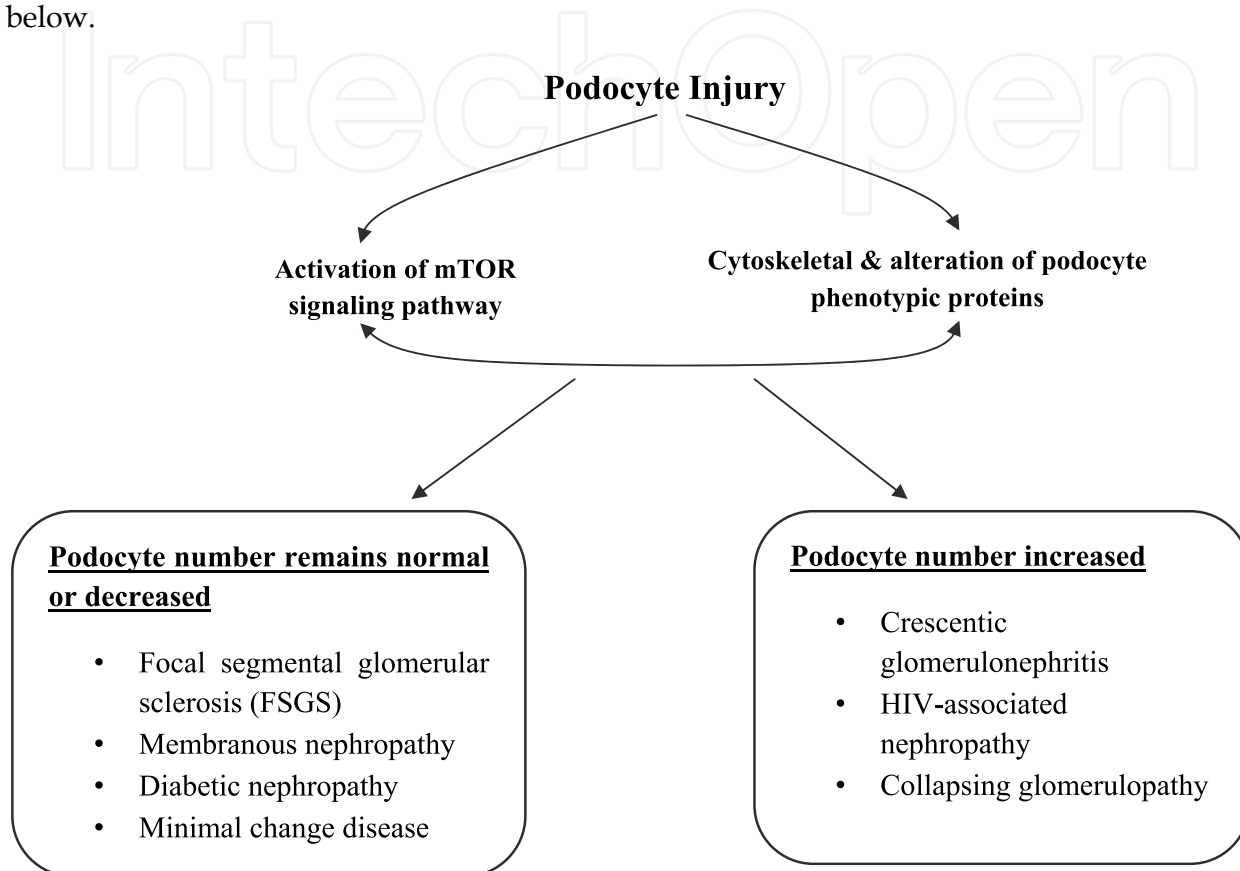 below.
IntechOpen
Podocyte Injury
Activation of mTOR
signaling pathway
Cytoskeletal & alteration of podocyte
phenotypic proteins
Podocyte number remains normal
or decreased
• Focal segmental glomerular
sclerosis (FSGS)
• Membranous nephropathy
• Diabetic nephropathy
• Minimal change disease
Podocyte number increased
• Crescentic
glomerulonephritis
• HIV-associated
nephropathy
• Collapsing glomerulopathy